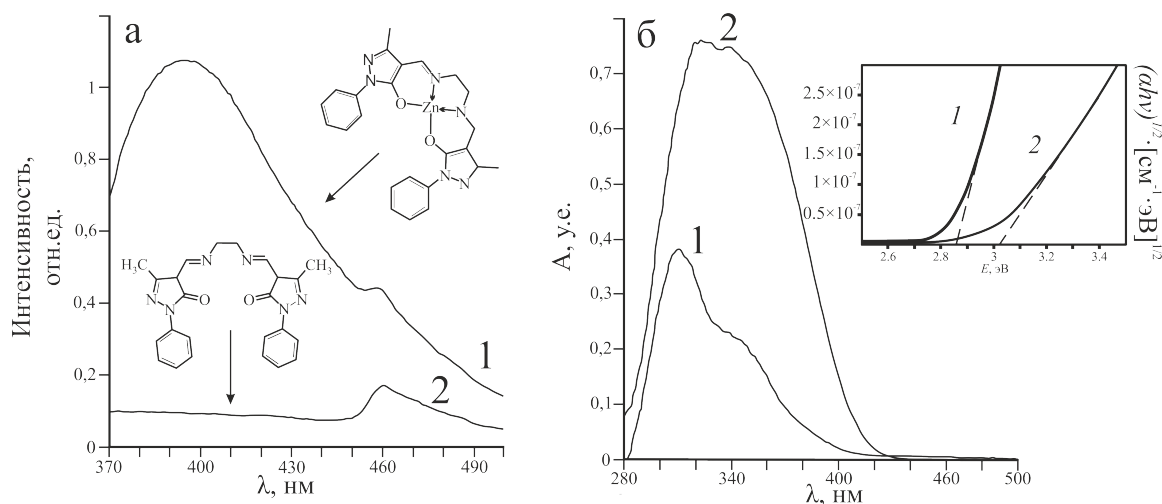 а
1
0,8
0,6
0,4
0,2
0
Интенсивность,
отн.ед.
370
400
430
460
490
λ, нм
1
2
N
N
O
Zn
N
N
O
N
N
H₃C
N
N
CH₃
N
N
O
O
N
N
б
0,7
0,6
0,5
0,4
0,3
0,2
0,1
0
А, у.е.
280
340
400
460
500
λ, нм
2
1
2.5×10⁻⁷
2×10⁻⁷
1.5×10⁻⁷
1×10⁻⁷
0.5×10⁻⁷
1
2
2.6
2.8
3
3.2
3.4
E, эВ
(αhν)¹ᐟ²·[см⁻¹·эВ]¹ᐟ²